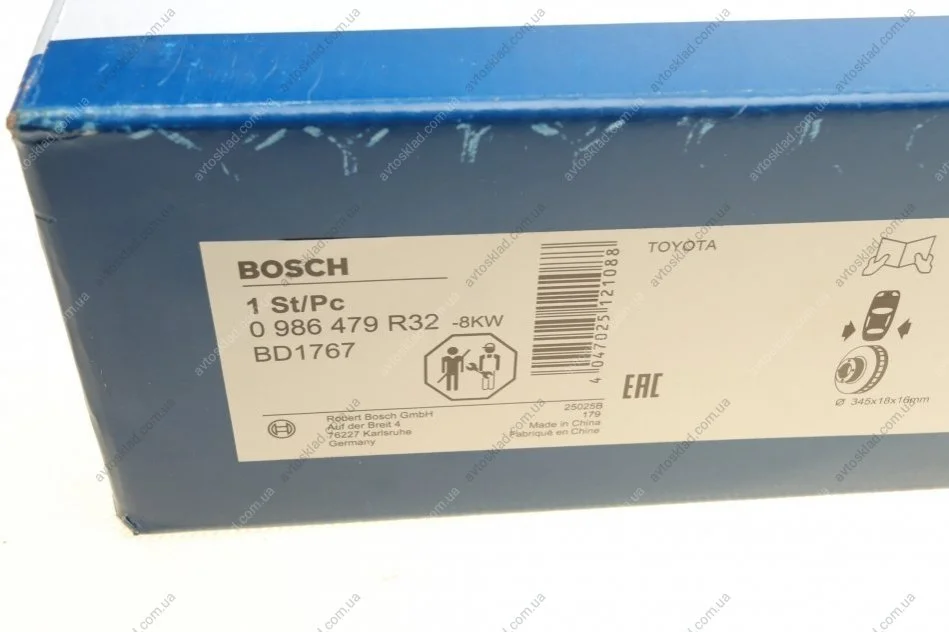 BOSCH
1 St/Pc
0 986 479 R32 -8KW
BD1767
4 047025 121088
TOYOTA
EAC
Ø 345x18x16mm
Robert Bosch GmbH
Auf der Breit 4
76227 Karlsruhe
Germany
25025B
179
Made in China
Fabriqué en Chine
avtosklad.com.ua